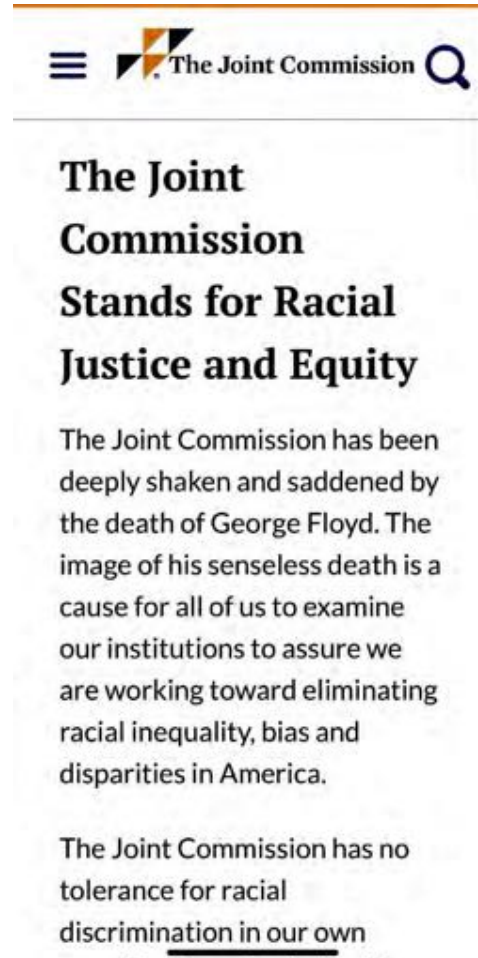 The Joint Commission
The Joint
Commission
Stands for Racial
Justice and Equity
The Joint Commission has been
deeply shaken and saddened by
the death of George Floyd. The
image of his senseless death is a
cause for all of us to examine
our institutions to assure we
are working toward eliminating
racial inequality, bias and
disparities in America.
The Joint Commission has no
tolerance for racial
discrimination in our own